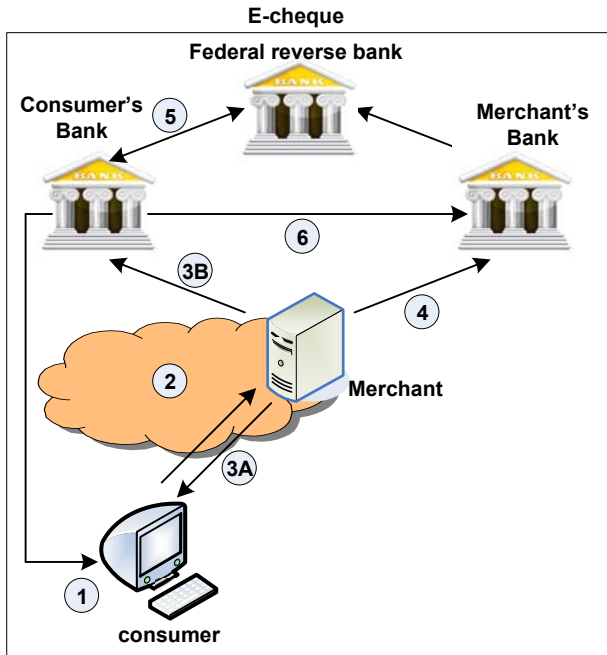 E-cheque
Federal reverse bank
BANK
Consumer's
Bank
5
Merchant's
Bank
BANK
BANK
6
3B
4
2
Merchant
3A
1
consumer